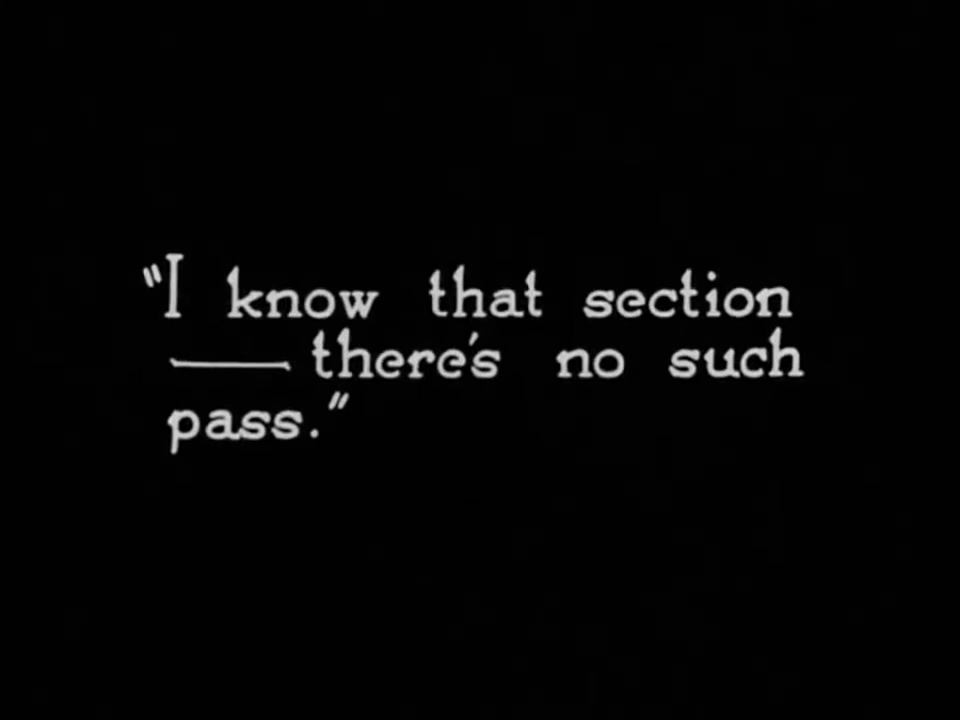 "I know that section
—there's no such
pass."